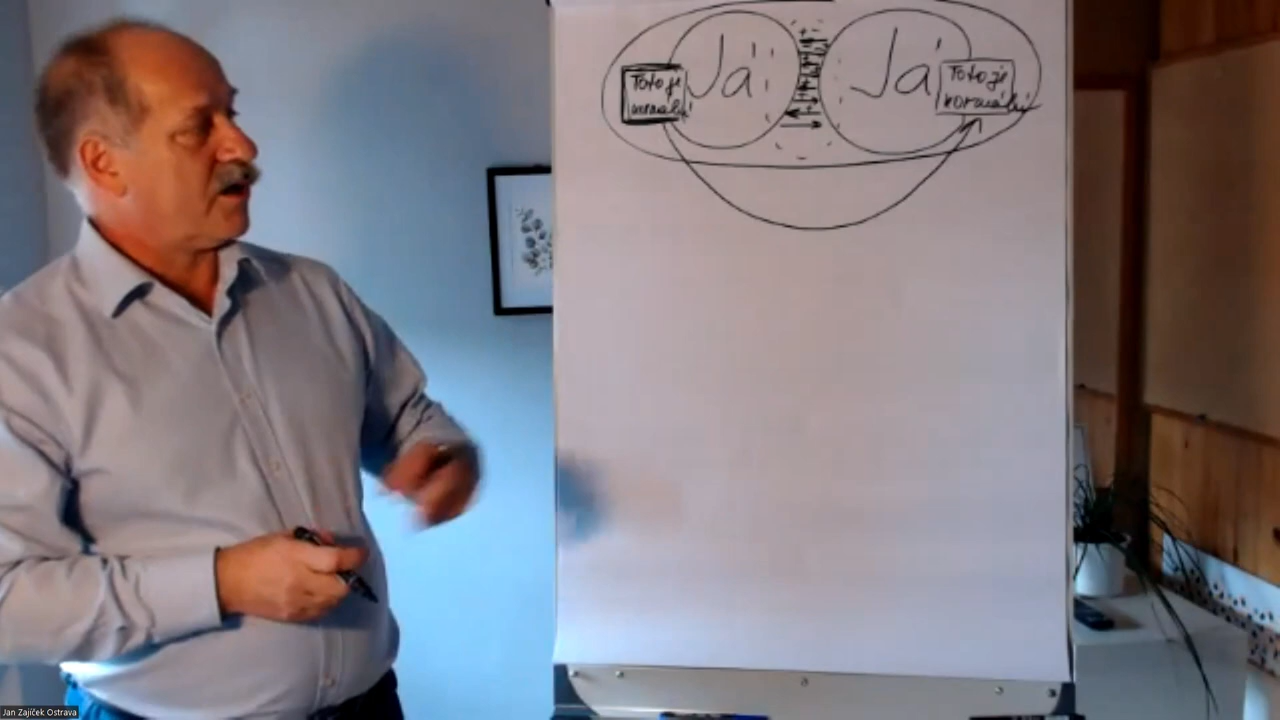 Já
Já
Toto je
normální
Toto je
normální
Jan Zajíček Ostrava